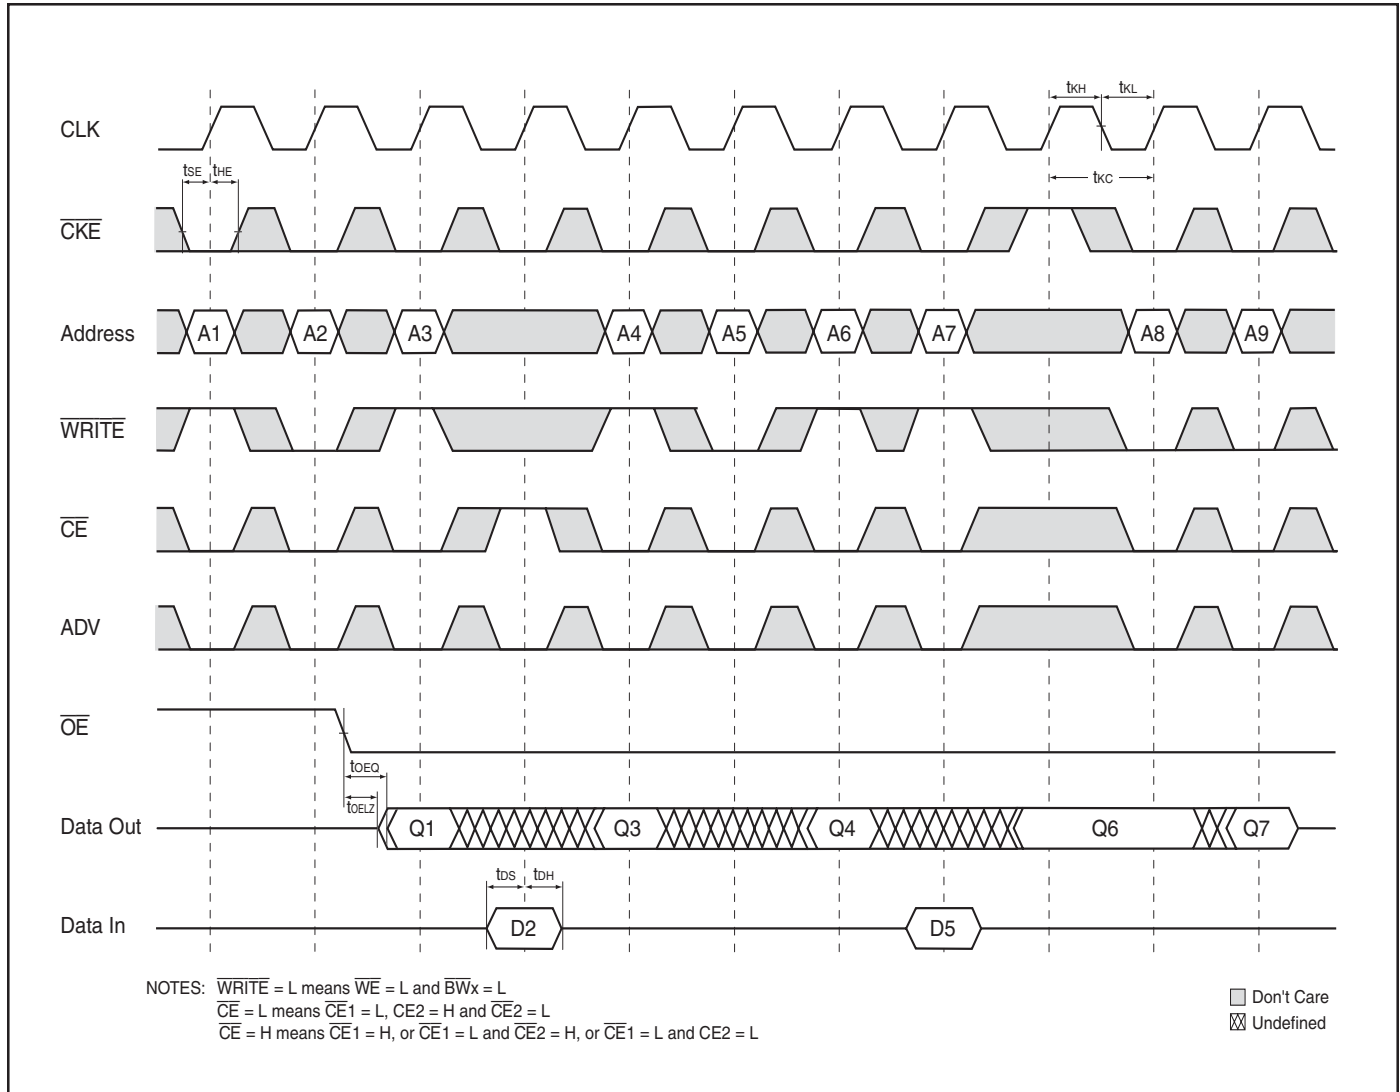 CLK
tKH tKL
tSE tHE
tKC
CKE
Address A1 A2 A3 A4 A5 A6 A7 A8 A9
WRITE
CE
ADV
OE
tOEQ
tOELZ
Data Out Q1 Q3 Q4 Q6 Q7
tDS tDH
Data In D2 D5
NOTES: WRITE = L means WE = L and BWx = L
CE = L means CE1 = L, CE2 = H and CE2 = L
CE = H means CE1 = H, or CE1 = L and CE2 = H, or CE1 = L and CE2 = L
Don't Care
Undefined